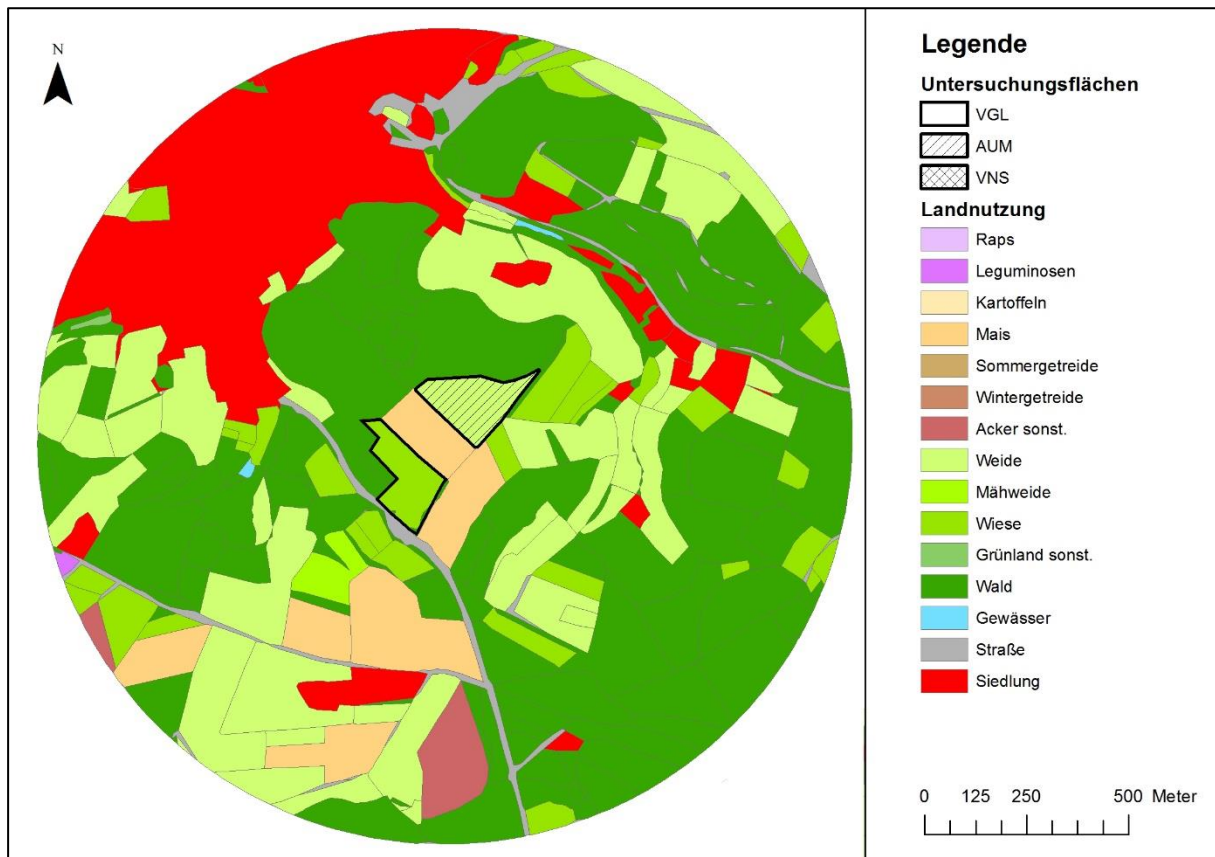 N
Legende
Untersuchungsflächen
VGL
AUM
VNS
Landnutzung
Raps
Leguminosen
Kartoffeln
Mais
Sommergetreide
Wintergetreide
Acker sonst.
Weide
Mähweide
Wiese
Grünland sonst.
Wald
Gewässer
Straße
Siedlung
0 125 250 500 Meter